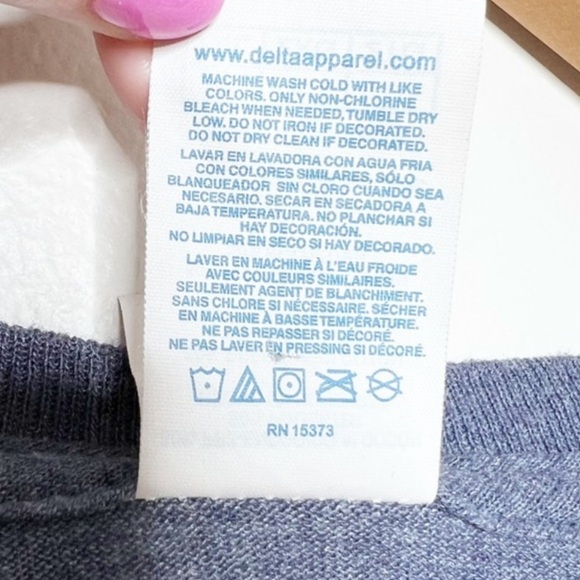 www.deltaapparel.com
MACHINE WASH COLD WITH LIKE
COLORS. ONLY NON-CHLORINE
BLEACH WHEN NEEDED, TUMBLE DRY
LOW. DO NOT IRON IF DECORATED.
DO NOT DRY CLEAN IF DECORATED.
LAVAR EN LAVADORA CON AGUA FRIA
CON COLORES SIMILARES, SÓLO
BLANQUEADOR SIN CLORO CUANDO SEA
NECESARIO. SECAR EN SECADORA A
BAJA TEMPERATURA. NO PLANCHAR SI
HAY DECORACIÓN.
NO LIMPIAR EN SECO SI HAY DECORADO.
LAVER EN MACHINE À L'EAU FROIDE
AVEC COULEURS SIMILAIRES.
SEULEMENT AGENT DE BLANCHIMENT.
SANS CHLORE SI NÉCESSAIRE. SÉCHER
EN MACHINE À BASSE TEMPÉRATURE.
NE PAS REPASSER SI DÉCORÉ.
NE PAS LAVER EN PRESSING SI DÉCORÉ.
RN 15373